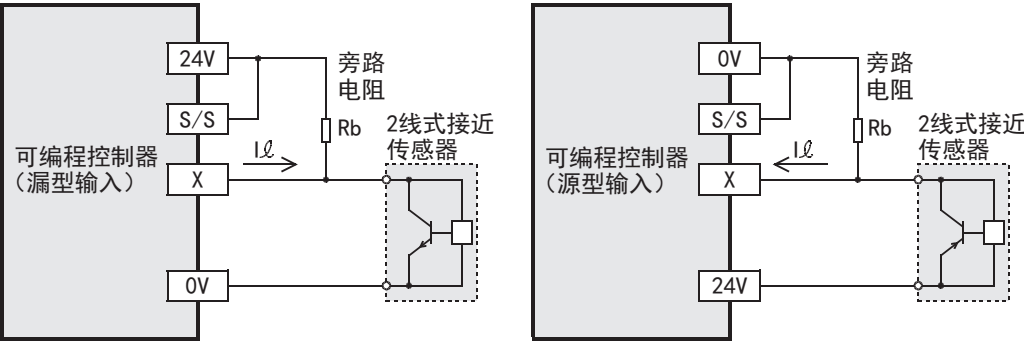 24V
旁路
电阻
S/S
Rb
2线式接近
传感器
可编程控制器
（漏型输入）
Iℓ
X
0V
0V
旁路
电阻
S/S
Rb
2线式接近
传感器
可编程控制器
（源型输入）
Iℓ
X
24V